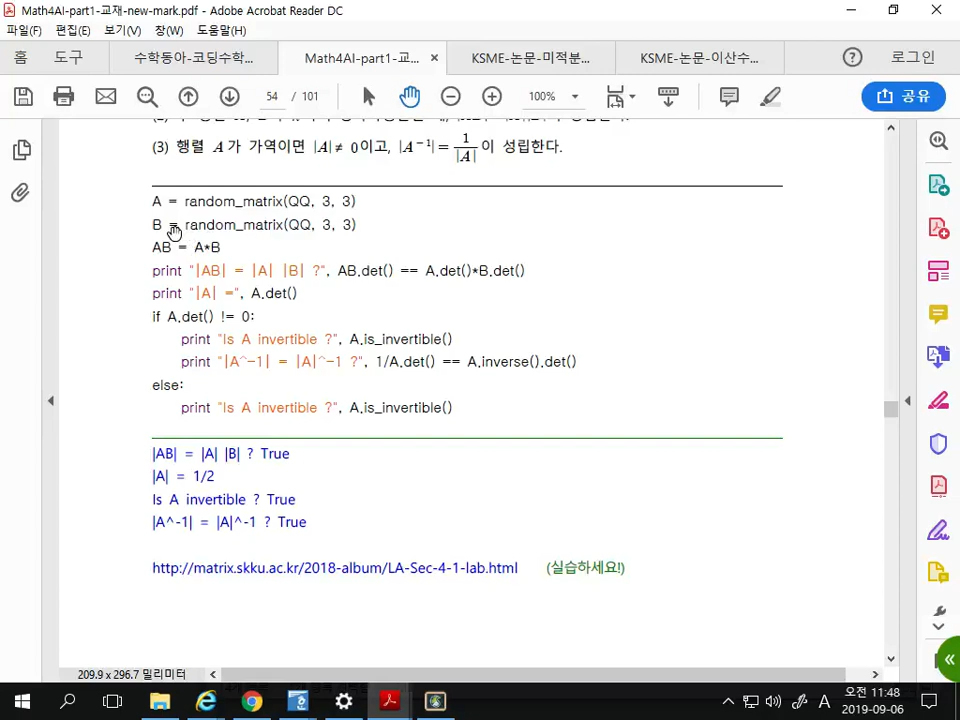 Math4AI-part1-교재-new-mark.pdf - Adobe Acrobat Reader DC
파일(F) 편집(E) 보기(V) 창(W) 도움말(H)
홈 도구 수학동아-코딩수학... Math4AI-part1-교... × KSME-논문-미적분... KSME-논문-이산수... 로그인
54 / 101 100% 공유
(3) 행렬 A가 가역이면 |A| ≠ 0이고, |A⁻¹| = 1/|A| 이 성립한다.
A = random_matrix(QQ, 3, 3)
B = random_matrix(QQ, 3, 3)
AB = A*B
print "|AB| = |A| |B| ?", AB.det() == A.det()*B.det()
print "|A| =", A.det()
if A.det() != 0:
print "Is A invertible ?", A.is_invertible()
print "|A^-1| = |A|^-1 ?", 1/A.det() == A.inverse().det()
else:
print "Is A invertible ?", A.is_invertible()
|AB| = |A| |B| ? True
|A| = 1/2
Is A invertible ? True
|A^-1| = |A|^-1 ? True
http://matrix.skku.ac.kr/2018-album/LA-Sec-4-1-lab.html (실습하세요!)
209.9 x 296.7 밀리미터
A 오전 11:48
2019-09-06